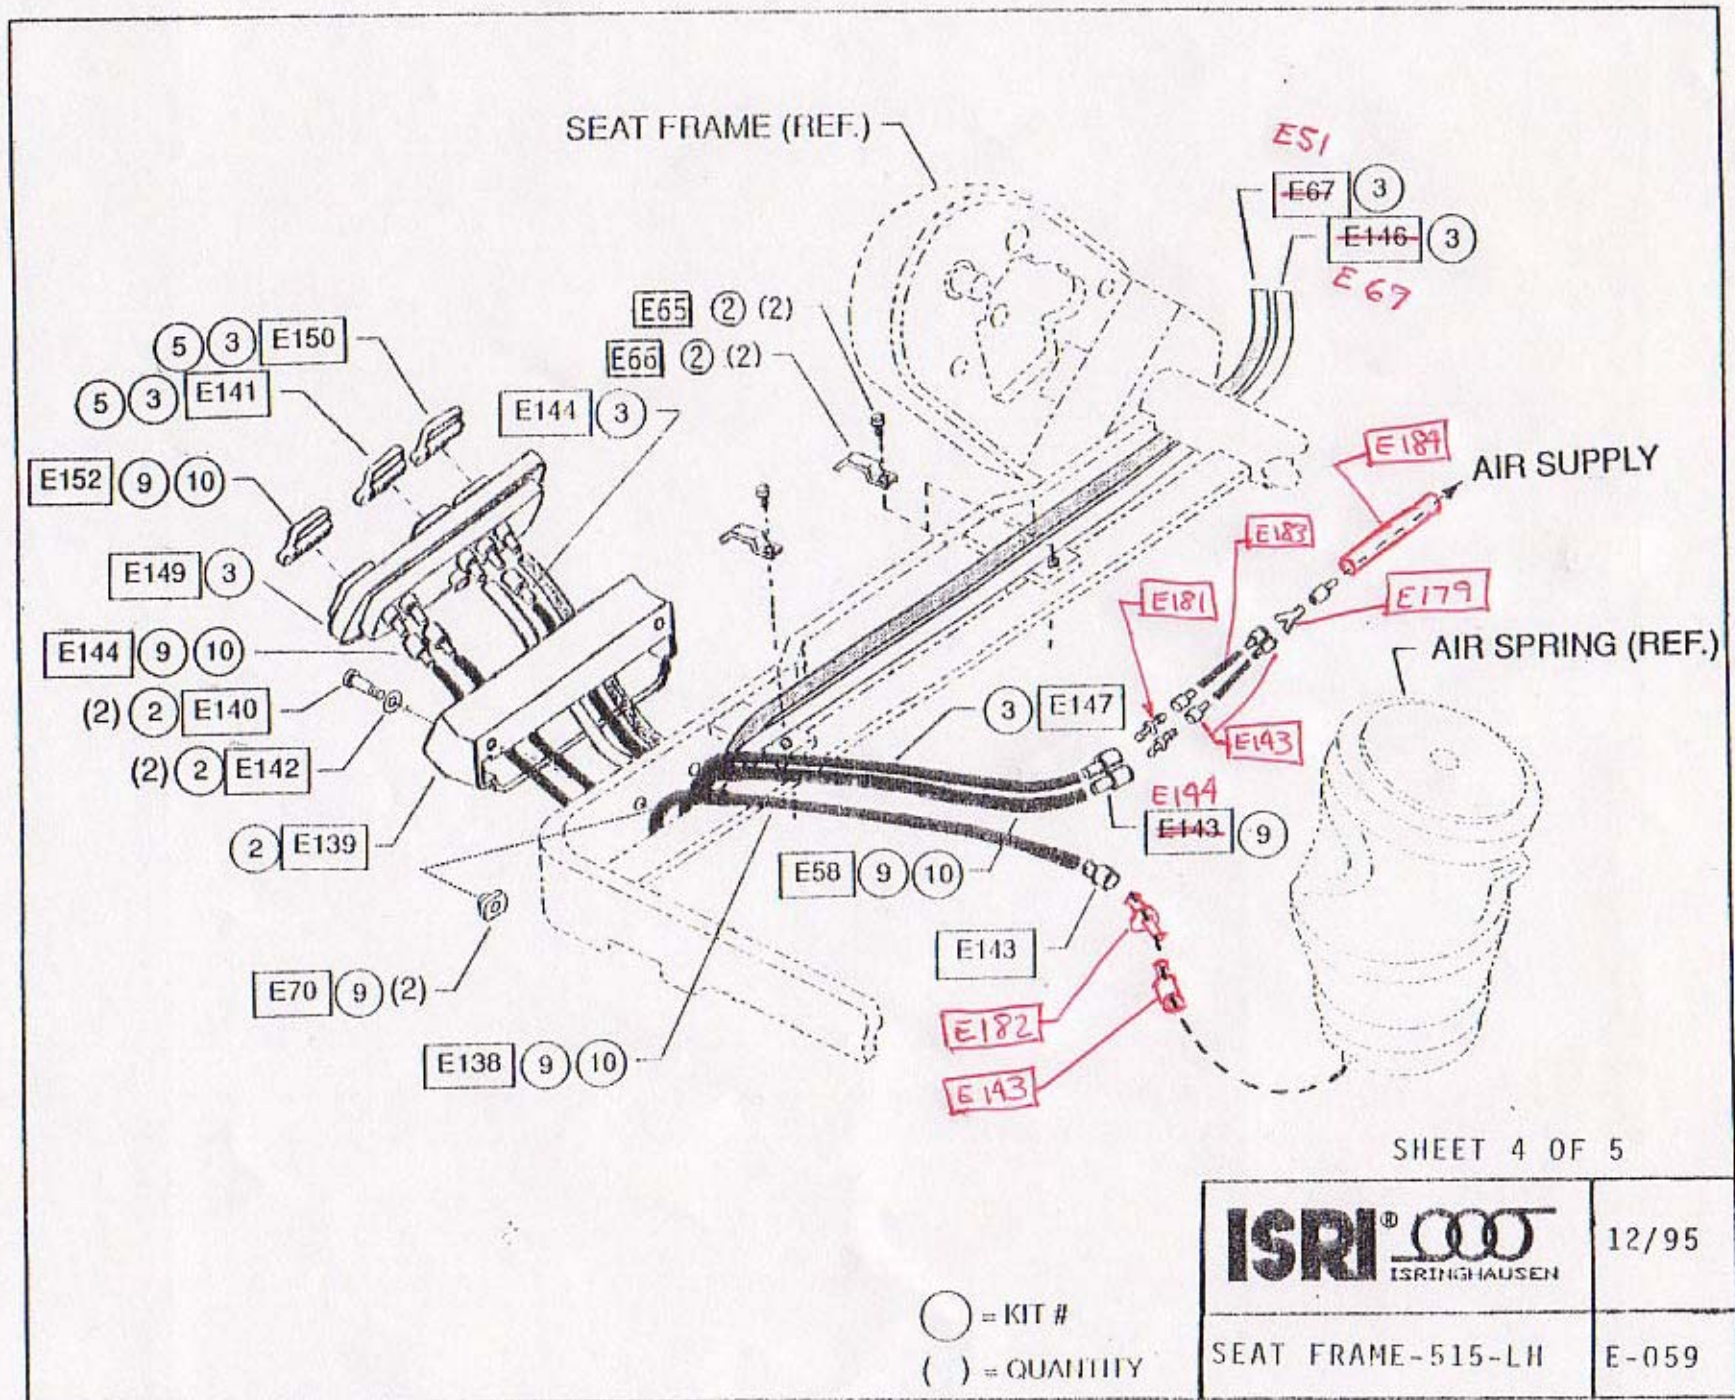 SEAT FRAME (REF.)
E51
E67 3
E146 3
E67
E65 2 (2)
E66 2 (2)
5 3 E150
5 3 E141
E144 3
E152 9 10
E184
AIR SUPPLY
E183
E149 3
E181
E179
E144 9 10
AIR SPRING (REF.)
(2) 2 E140
3 E147
E143
(2) 2 E142
E144
E143 9
2 E139
E58 9 10
E143
E70 9 (2)
E182
E138 9 10
E143
SHEET 4 OF 5
ISRI®
ISRINGHAUSEN
12/95
= KIT #
( ) = QUANTITY
SEAT FRAME-515-LH
E-059